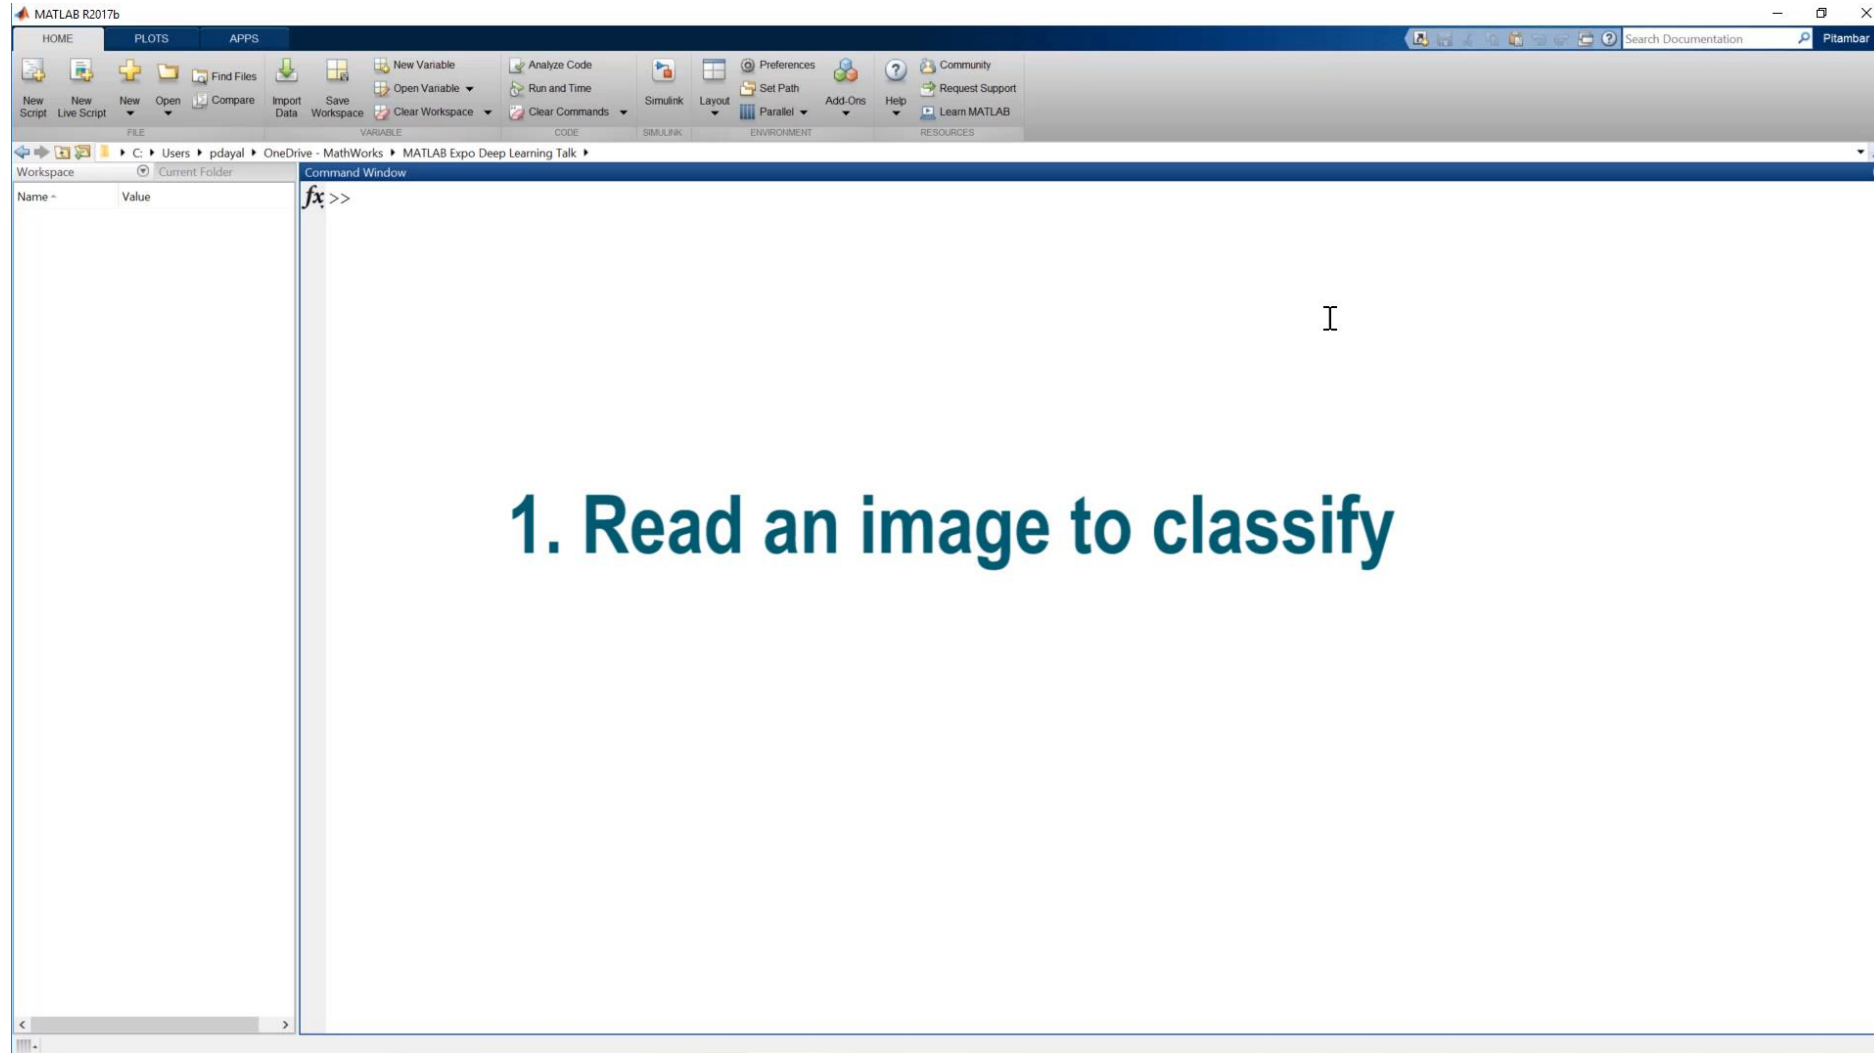 MATLAB R2017b
HOME PLOTS APPS
Search Documentation Pitambar
New Script
New Live Script
New
Open
Find Files
Compare
FILE
Import Data
Save Workspace
New Variable
Open Variable
Clear Workspace
VARIABLE
Analyze Code
Run and Time
Clear Commands
CODE
Simulink
SIMULINK
Layout
Preferences
Set Path
Parallel
Add-Ons
ENVIRONMENT
Help
Community
Request Support
Learn MATLAB
RESOURCES
C: Users pdayal OneDrive - MathWorks MATLAB Expo Deep Learning Talk
Workspace Current Folder Command Window
Name Value
fx >>
1. Read an image to classify